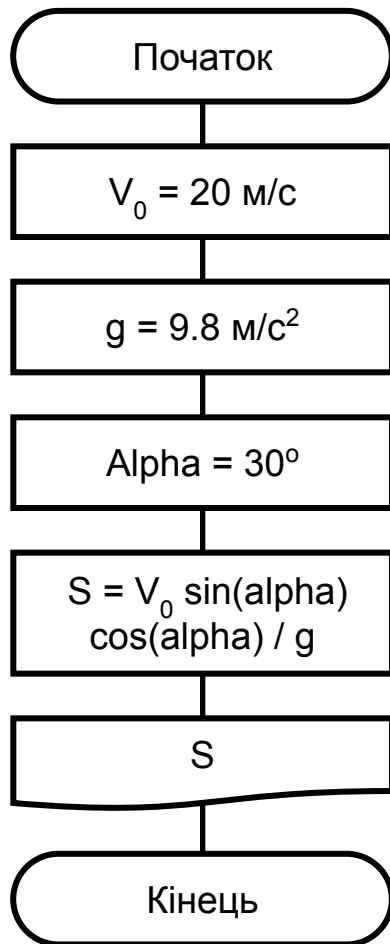 Початок
V₀ = 20 м/с
g = 9.8 м/с²
Alpha = 30º
S = V₀ sin(alpha)
cos(alpha) / g
S
Кінець